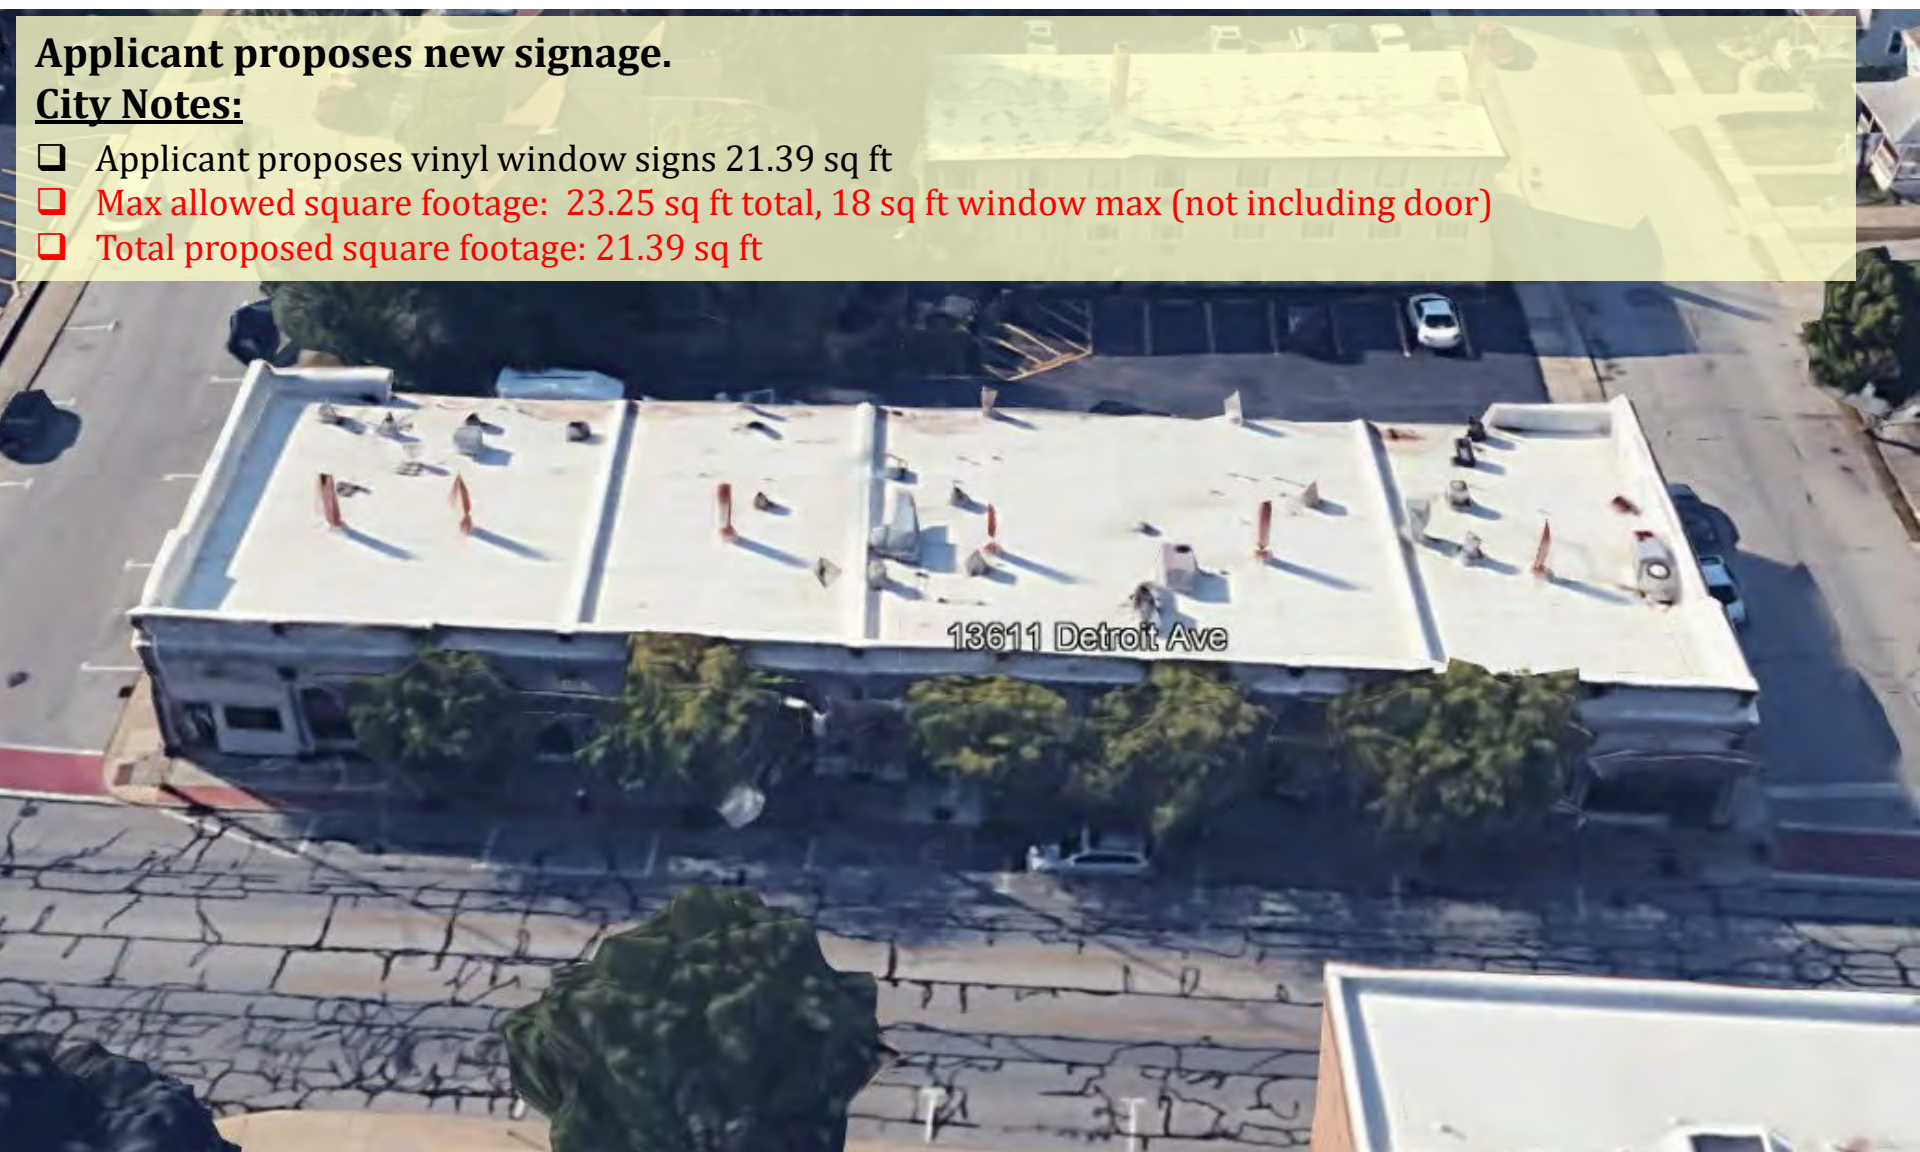 Applicant proposes new signage.
City Notes:
❑ Applicant proposes vinyl window signs 21.39 sq ft
❑ Max allowed square footage:  23.25 sq ft total, 18 sq ft window max (not including door)
❑ Total proposed square footage: 21.39 sq ft
13611 Detroit Ave